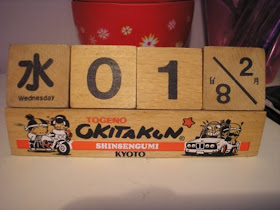 水 0 1 2
Wednesday 8
TOGENO
OKITAKUN ©
SHINSENGUMI
KYOTO